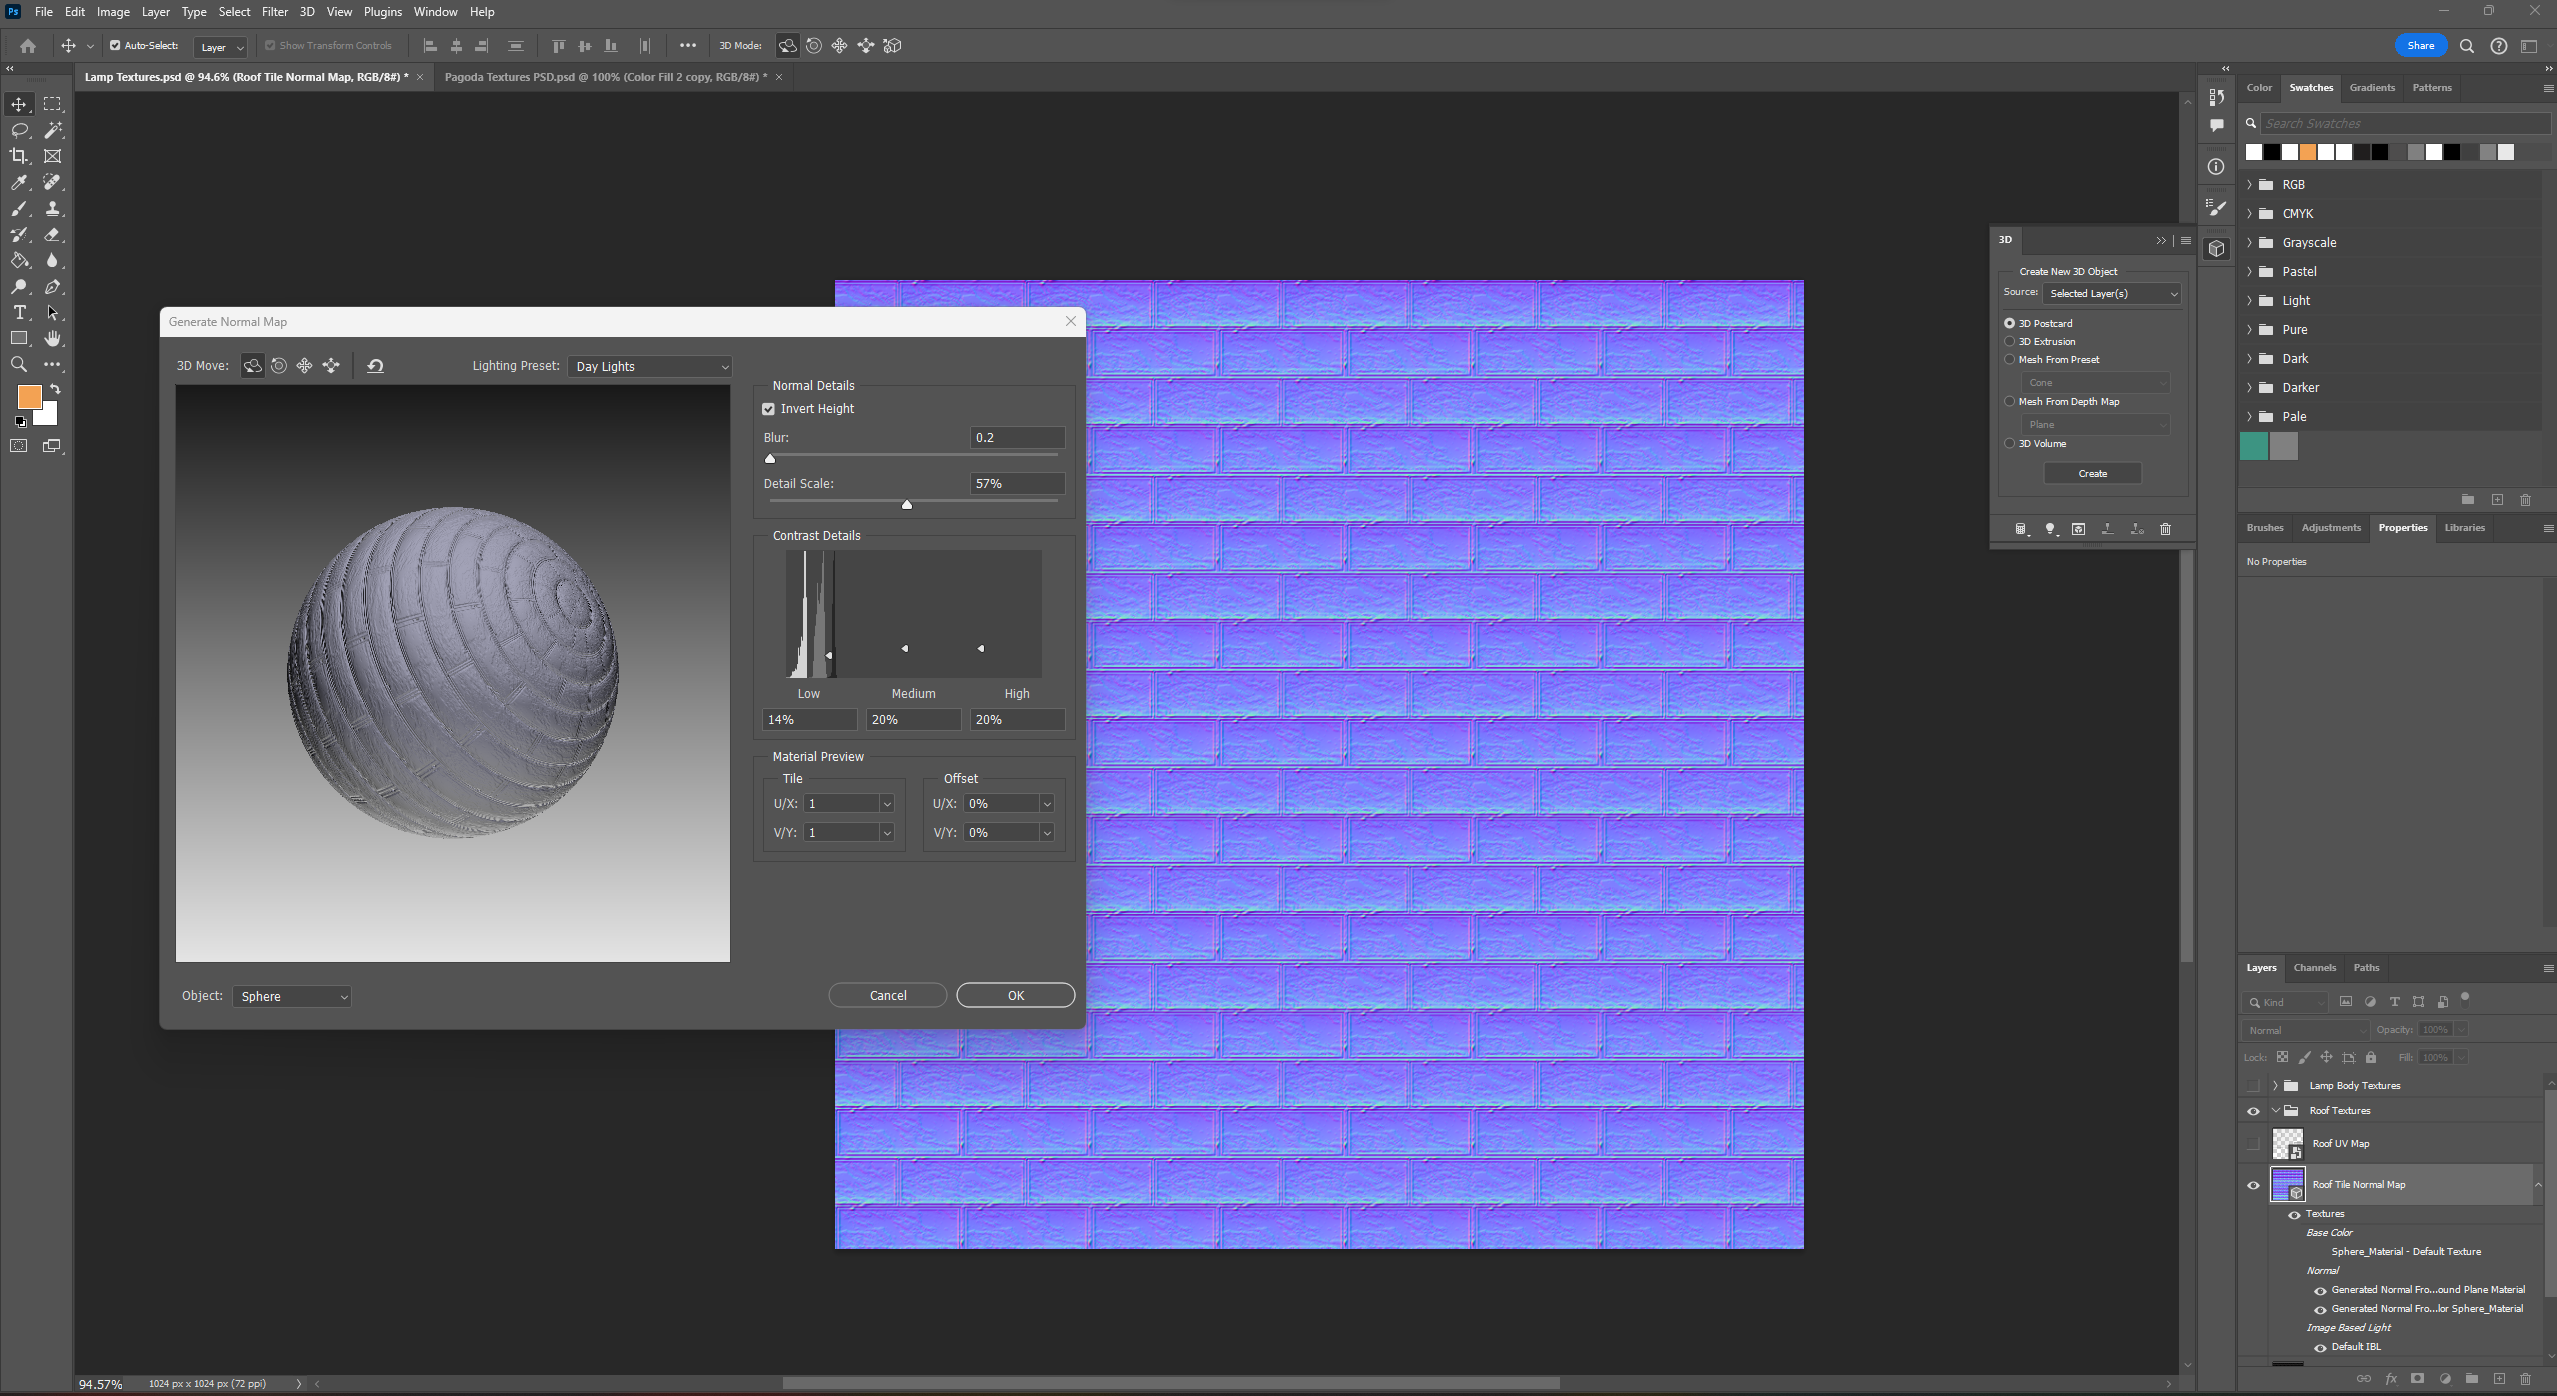 Ps File Edit Image Layer Type Select Filter 3D View Plugins Window Help
Auto-Select: Layer Show Transform Controls 3D Mode: Share
Lamp Textures.psd @ 94.6% (Roof Tile Normal Map, RGB/8#) * Pagoda Textures PSD.psd @ 100% (Color Fill 2 copy, RGB/8#) *
Generate Normal Map
3D Move: Lighting Preset: Day Lights
Normal Details
Invert Height
Blur: 0.2
Detail Scale: 57%
Contrast Details
Low Medium High
14% 20% 20%
Material Preview
Tile Offset
U/X: 1 U/X: 0%
V/Y: 1 V/Y: 0%
Object: Sphere Cancel OK
3D
Create New 3D Object
Source: Selected Layer(s)
3D Postcard
3D Extrusion
Mesh From Preset
Cone
Mesh From Depth Map
Plane
3D Volume
Create
Color Swatches Gradients Patterns
Search Swatches
RGB
CMYK
Grayscale
Pastel
Light
Pure
Dark
Darker
Pale
Brushes Adjustments Properties Libraries
No Properties
Layers Channels Paths
Kind
Normal Opacity: 100%
Lock: Fill: 100%
Lamp Body Textures
Roof Textures
Roof UV Map
Roof Tile Normal Map
Textures
Base Color
Sphere_Material - Default Texture
Normal
Generated Normal Fro...ound Plane Material
Generated Normal Fro...lor Sphere_Material
Image Based Light
Default IBL
94.57% 1024 px x 1024 px (72 ppi)